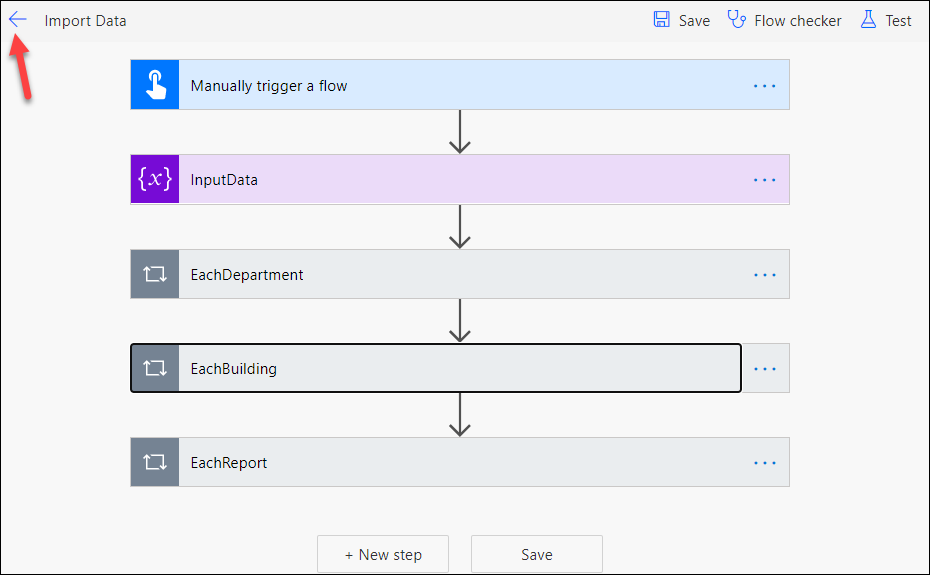 Import Data
Save
Flow checker
Test
Manually trigger a flow
{x} InputData
EachDepartment
EachBuilding
EachReport
+ New step
Save